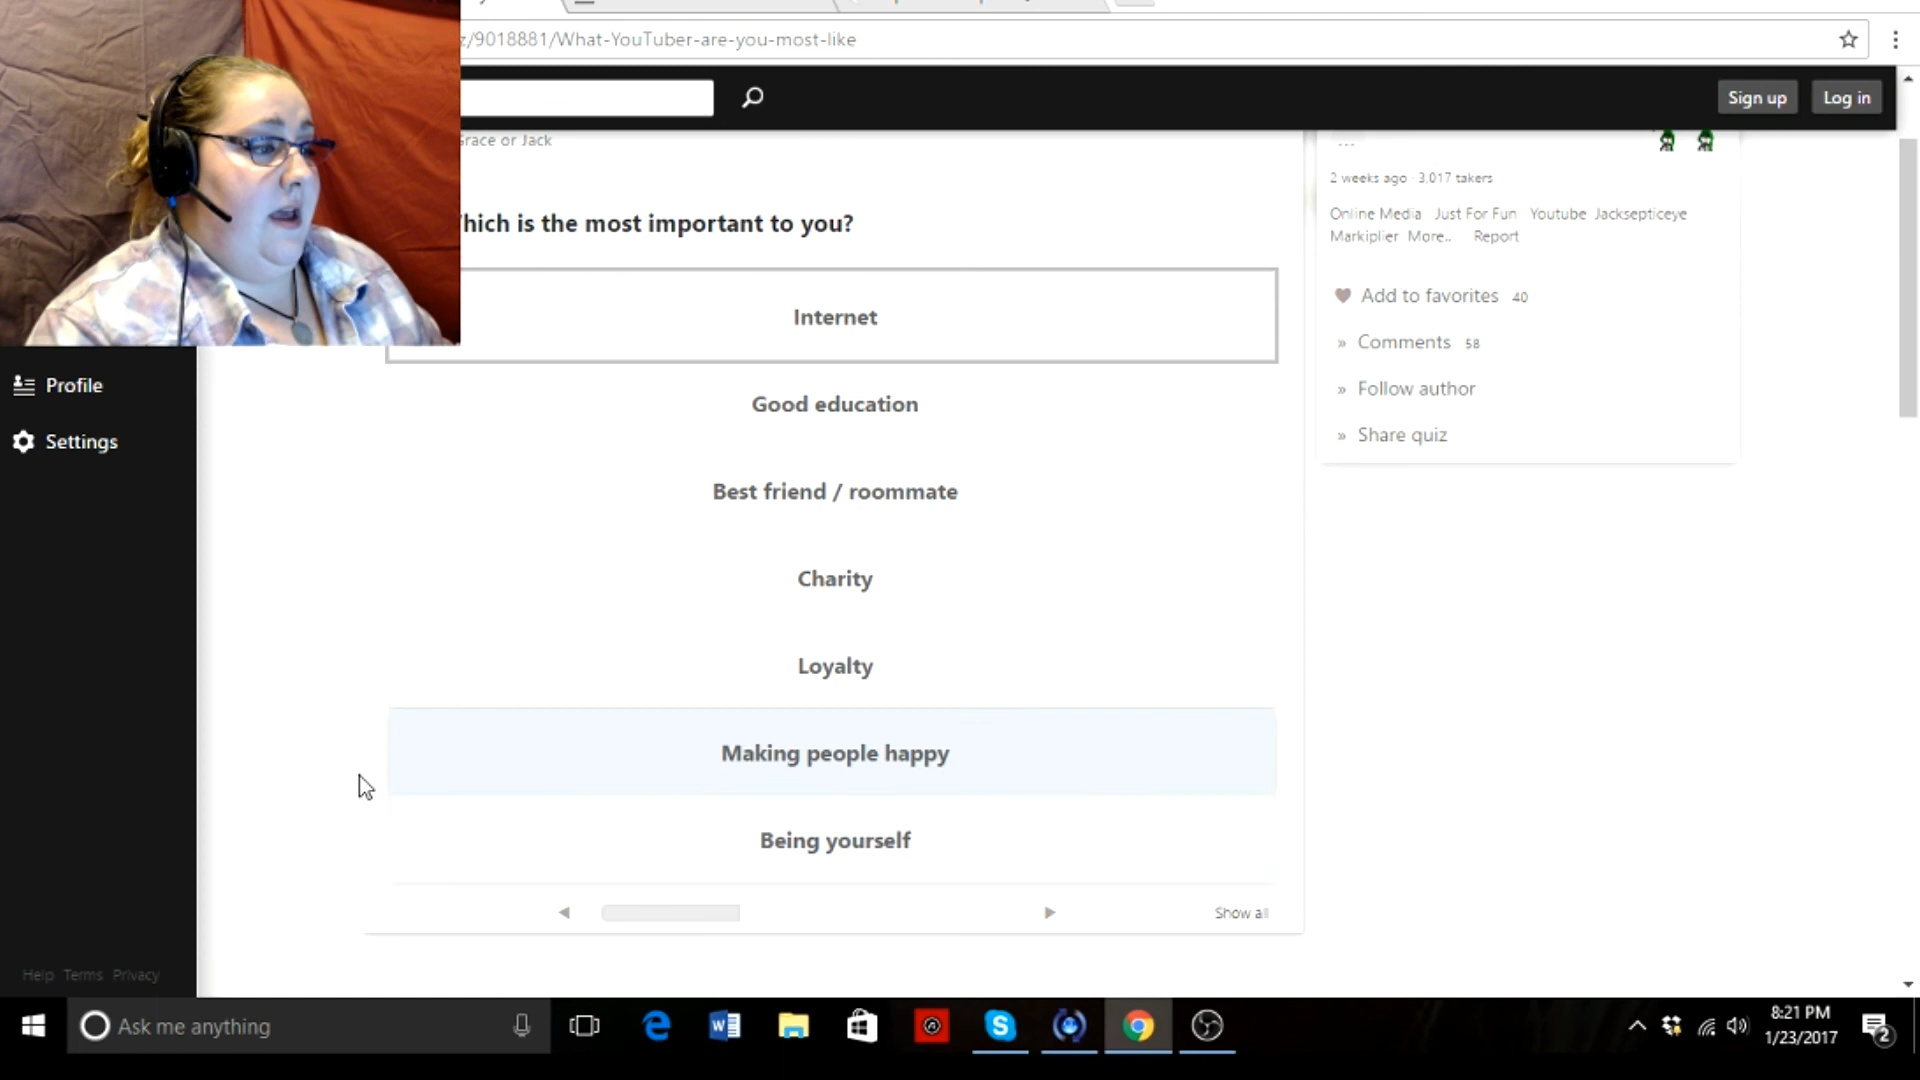 z/9018881/What-YouTuber-are-you-most-like
Sign up
Log in
Grace or Jack
...
2 weeks ago · 3,017 takers
Online Media Just For Fun Youtube Jacksepticeye
Markiplier More.. Report
hich is the most important to you?
Internet
Add to favorites 40
» Comments 58
» Follow author
» Share quiz
Profile
Settings
Good education
Best friend / roommate
Charity
Loyalty
Making people happy
Being yourself
Show all
Help Terms Privacy
Ask me anything
8:21 PM
1/23/2017
2